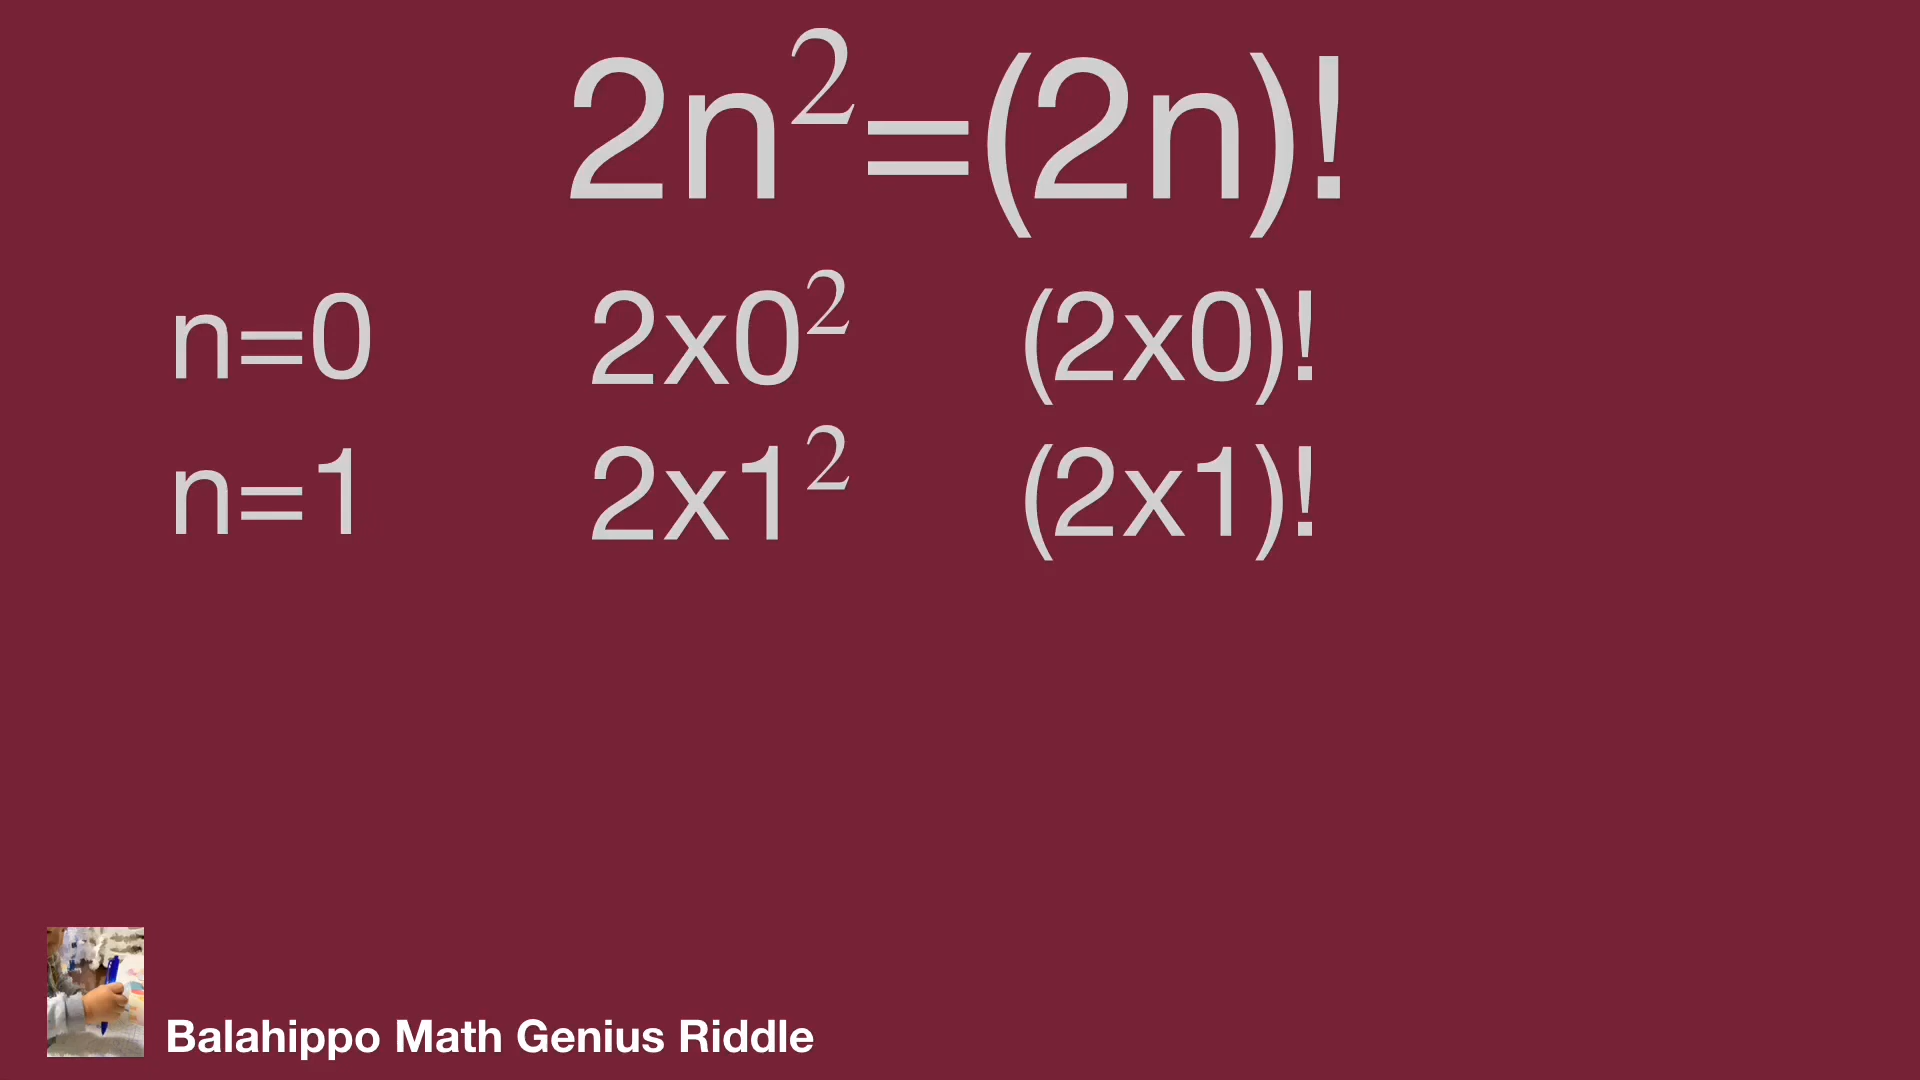 2n²=(2n)!
n=0 2x0² (2x0)!
n=1 2x1² (2x1)!
Balahippo Math Genius Riddle